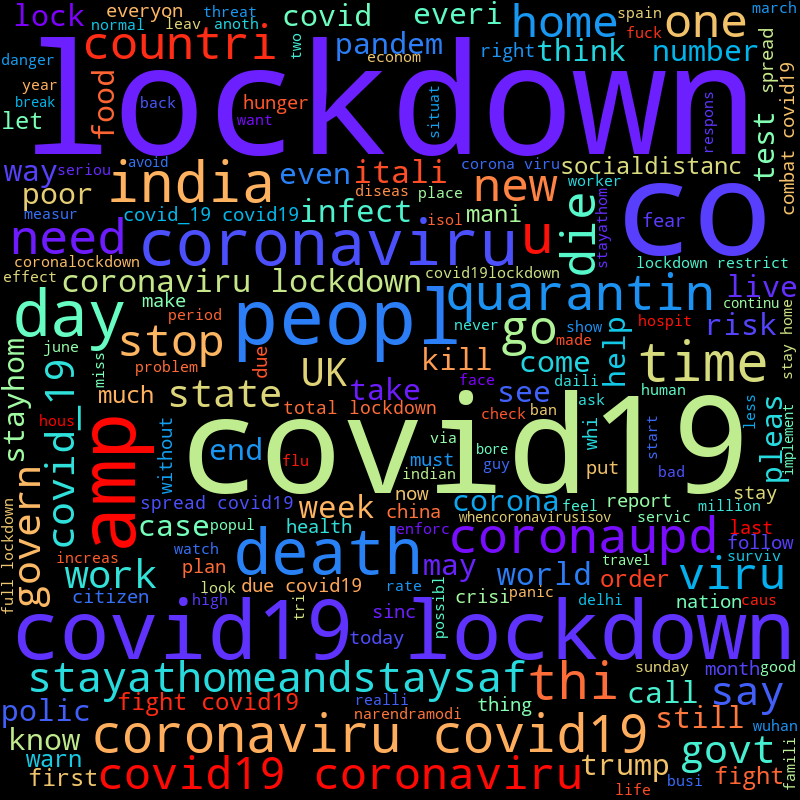 lock everyon normal leav anoth threat covid two everi home spain fuck one march
countri pandem econom right think number
danger year break let food lockdown back hunger want situat respons spread test combat covid19
way seriou avoid india even itali diseas place corona viru new socialdistanc worker
poor measur covid_19 covid19 infect isol mani die stayathom co fear
need coronaviru u lockdown restrict
coronalockdown effect coronaviru lockdown covid19lockdown quarantin live continu
day make period peopl never go show made hospit risk stay home
june stop problem due UK kill come help time
stayhom miss much state take face see daili ask human
covid_19 hous amp total lockdown check ban whi start less pleas implement
without end flu covid19 via bore guy must indian put bad
govern spread covid19 week now china corona feel report million stay
full lockdown case popul health enforc whencoronavirusisov servic last
increas watch death may coronaupd travel follow surviv
work plan look due covid19 rate world order viru
citizen high tri sinc possibl crisi panic delhi nation caus
covid19 lockdown today
stayathomeandstaysaf thi sunday month good
polic fight covid19 realli narendramodi thing call say
know coronaviru covid19 still wuhan govt famili
warn first covid19 coronaviru trump life busi fight